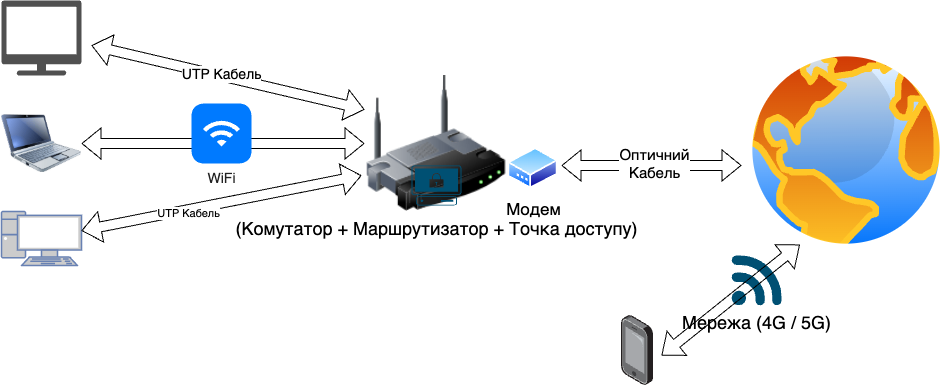 UTP Кабель
WiFi
UTP Кабель
Модем
(Комутатор + Маршрутизатор + Точка доступу)
Оптичний
Кабель
Мережа (4G / 5G)